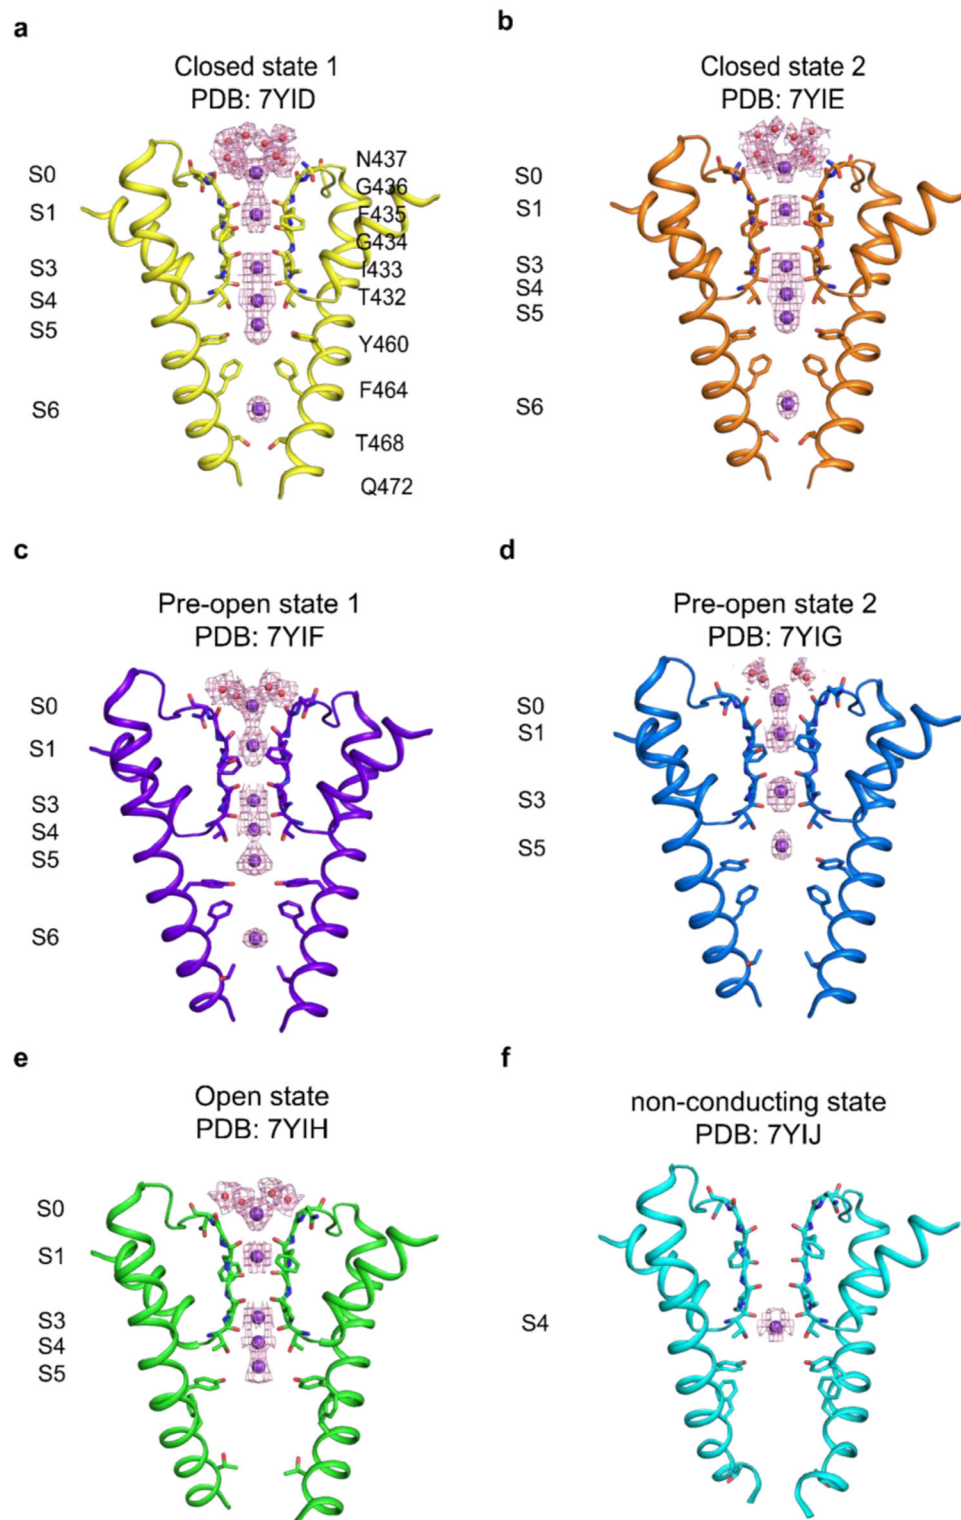 a
Closed state 1
PDB: 7YID
S0
S1
S3
S4
S5
S6
N437
G436
F435
G434
I433
T432
Y460
F464
T468
Q472
b
Closed state 2
PDB: 7YIE
S0
S1
S3
S4
S5
S6
c
Pre-open state 1
PDB: 7YIF
S0
S1
S3
S4
S5
S6
d
Pre-open state 2
PDB: 7YIG
S0
S1
S3
S5
e
Open state
PDB: 7YIH
S0
S1
S3
S4
S5
f
non-conducting state
PDB: 7YIJ
S4